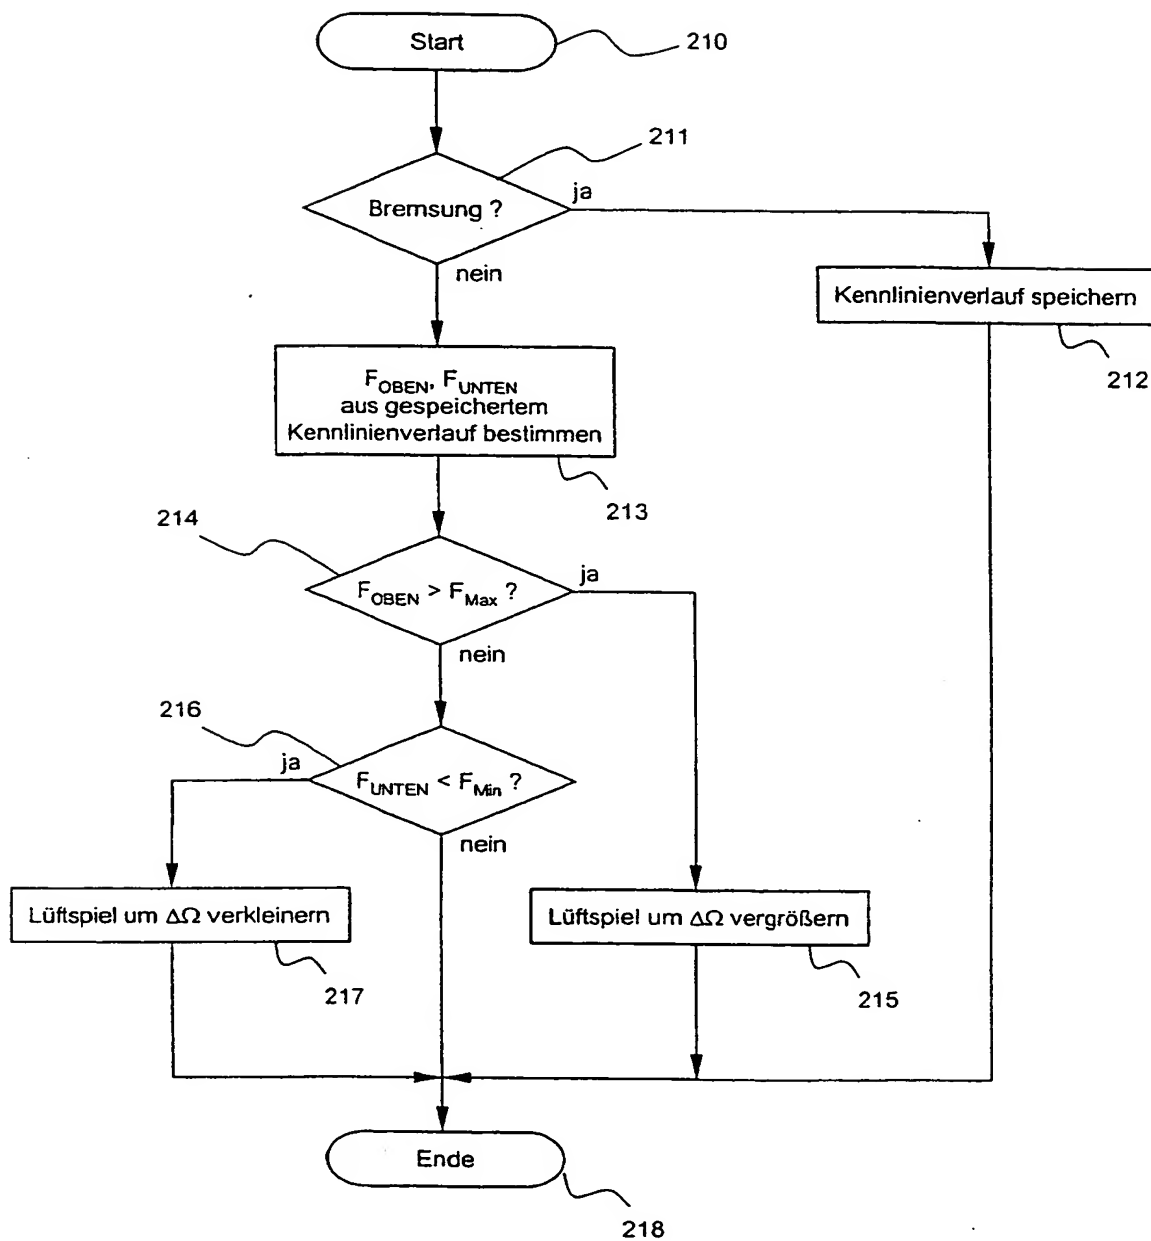 Start
210
211
Bremsung ?
ja
nein
Kennlinienverlauf speichern
212
F_OBEN, F_UNTEN
aus gespeichertem
Kennlinienverlauf bestimmen
213
214
F_OBEN > F_Max ?
ja
nein
216
ja
F_UNTEN < F_Min ?
nein
Lüftspiel um ΔΩ verkleinern
217
Lüftspiel um ΔΩ vergrößern
215
Ende
218